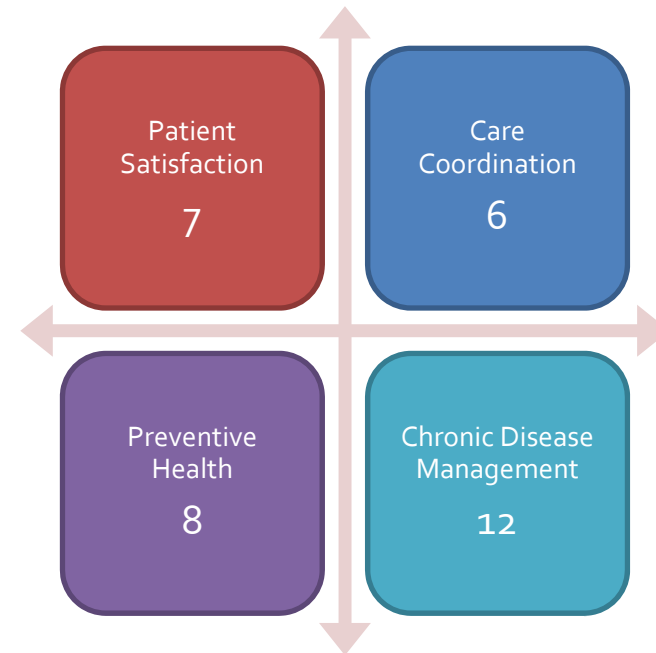 Patient
Satisfaction
7
Care
Coordination
6
Preventive
Health
8
Chronic Disease
Management
12